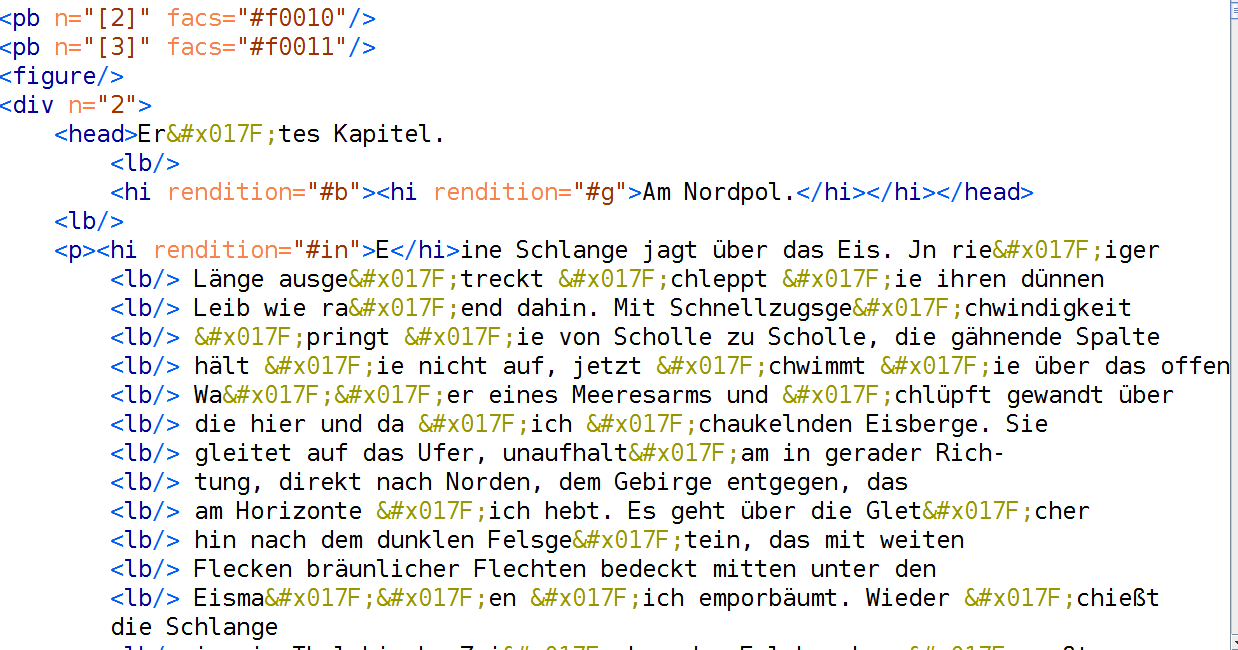 <pb n="[2]" facs="#f0010"/>
<pb n="[3]" facs="#f0011"/>
<figure/>
<div n="2">
<head>Er&#x017F;tes Kapitel.
<lb/>
<hi rendition="#b"><hi rendition="#g">Am Nordpol.</hi></hi></head>
<lb/>
<p><hi rendition="#in">E</hi>ine Schlange jagt über das Eis. Jn rie&#x017F;iger
<lb/> Länge ausge&#x017F;treckt &#x017F;chleppt &#x017F;ie ihren dünnen
<lb/> Leib wie ra&#x017F;end dahin. Mit Schnellzugsge&#x017F;chwindigkeit
<lb/> &#x017F;pringt &#x017F;ie von Scholle zu Scholle, die gähnende Spalte
<lb/> hält &#x017F;ie nicht auf, jetzt &#x017F;chwimmt &#x017F;ie über das offen
<lb/> Wa&#x017F;&#x017F;er eines Meeresarms und &#x017F;chlüpft gewandt über
<lb/> die hier und da &#x017F;ich &#x017F;chaukelnden Eisberge. Sie
<lb/> gleitet auf das Ufer, unaufhalt&#x017F;am in gerader Rich-
<lb/> tung, direkt nach Norden, dem Gebirge entgegen, das
<lb/> am Horizonte &#x017F;ich hebt. Es geht über die Glet&#x017F;cher
<lb/> hin nach dem dunklen Felsge&#x017F;tein, das mit weiten
<lb/> Flecken bräunlicher Flechten bedeckt mitten unter den
<lb/> Eisma&#x017F;&#x017F;en &#x017F;ich emporbäumt. Wieder &#x017F;chießt
die Schlange